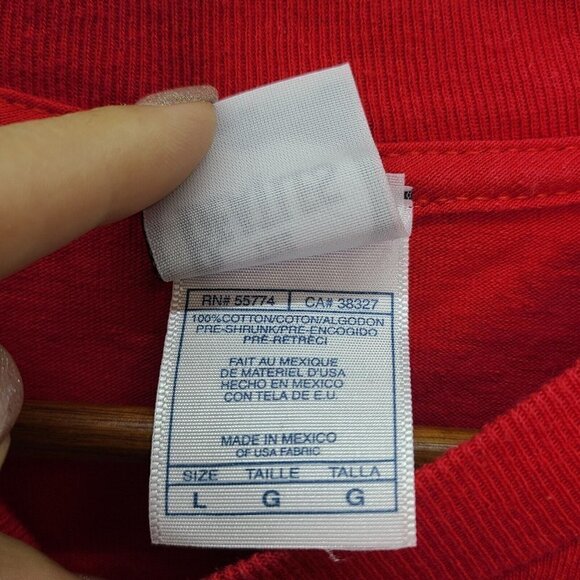 RN# 55774 CA# 38327
100%COTTON/COTON/ALGODON
PRE-SHRUNK/PRE-ENCOGIDO
PRÉ-RÉTRÉCI
FAIT AU MEXIQUE
DE MATERIEL D'USA
HECHO EN MEXICO
CON TELA DE E.U.
MADE IN MEXICO
OF USA FABRIC
SIZE TAILLE TALLA
L G G